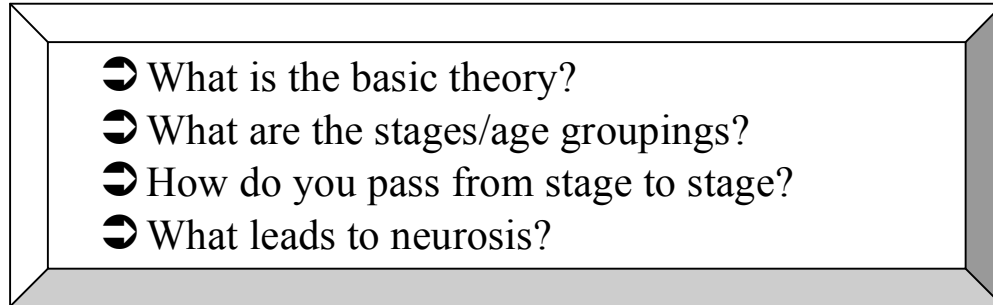 ➲ What is the basic theory?
➲ What are the stages/age groupings?
➲ How do you pass from stage to stage?
➲ What leads to neurosis?